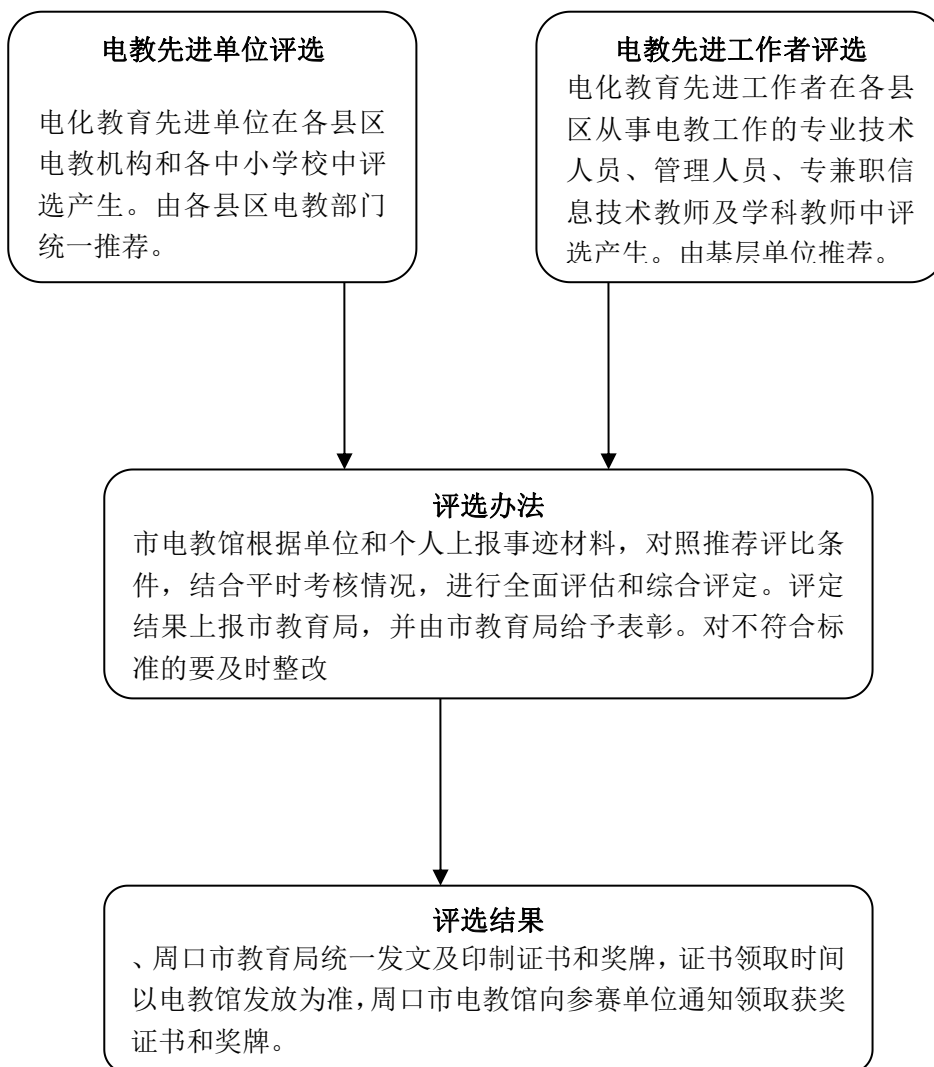 电教先进单位评选
电化教育先进单位在各县区
电教机构和各中小学校中评
选产生。由各县区电教部门
统一推荐。
电教先进工作者评选
电化教育先进工作者在各县
区从事电教工作的专业技术
人员、管理人员、专兼职信
息技术教师及学科教师中评
选产生。由基层单位推荐。
评选办法
市电教馆根据单位和个人上报事迹材料，对照推荐评比条
件，结合平时考核情况，进行全面评估和综合评定。评定
结果上报市教育局，并由市教育局给予表彰。对不符合标
准的要及时整改
评选结果
、周口市教育局统一发文及印制证书和奖牌，证书领取时间
以电教馆发放为准，周口市电教馆向参赛单位通知领取获奖
证书和奖牌。